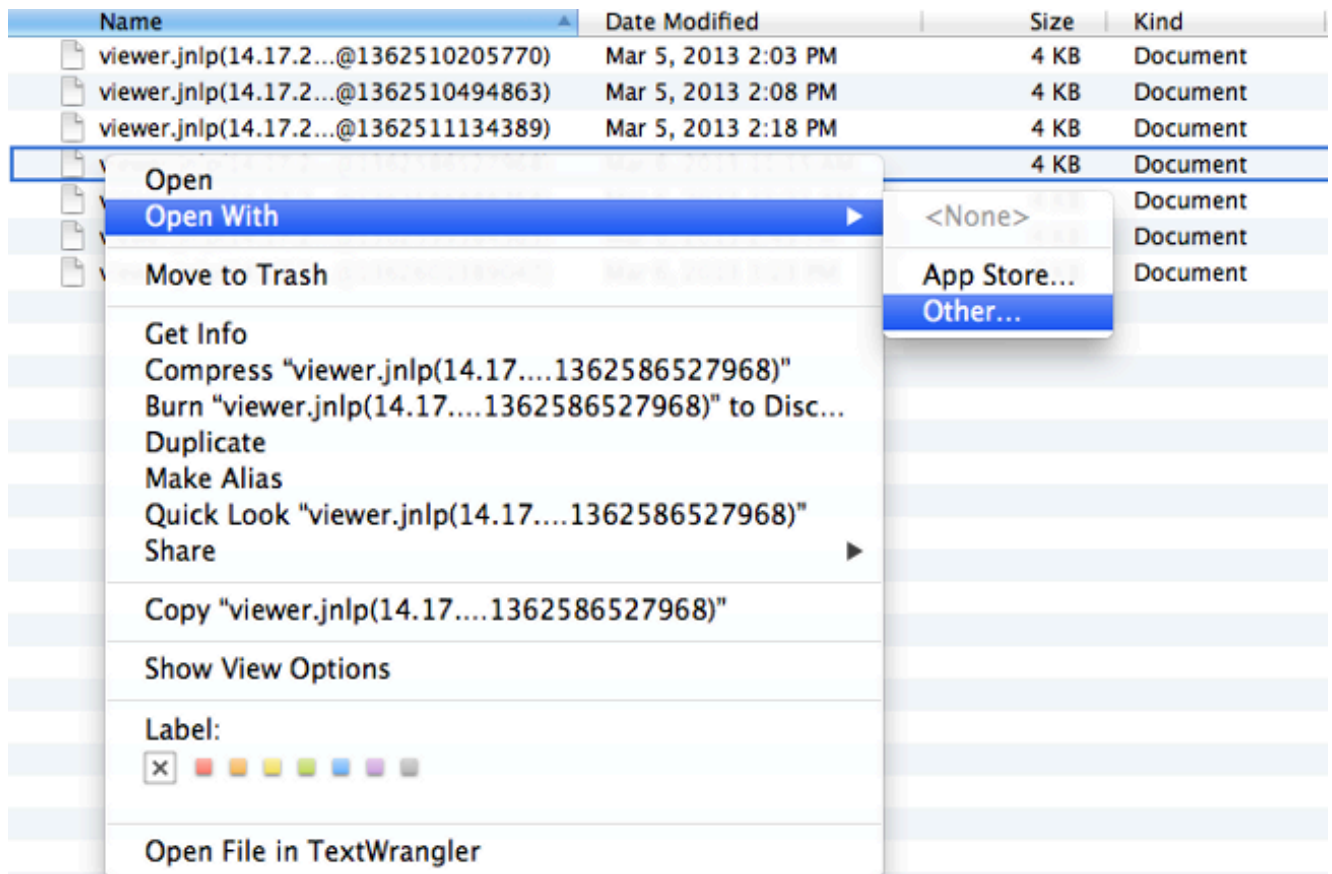 Name Date Modified Size Kind
viewer.jnlp(14.17.2...@1362510205770) Mar 5, 2013 2:03 PM 4 KB Document
viewer.jnlp(14.17.2...@1362510494863) Mar 5, 2013 2:08 PM 4 KB Document
viewer.jnlp(14.17.2...@1362511134389) Mar 5, 2013 2:18 PM 4 KB Document
4 KB Document
Open
Document
Open With
<None>
Document
Move to Trash
App Store...
Document
Other...
Get Info
Compress “viewer.jnlp(14.17....1362586527968)”
Burn “viewer.jnlp(14.17....1362586527968)” to Disc...
Duplicate
Make Alias
Quick Look “viewer.jnlp(14.17....1362586527968)”
Share
Copy “viewer.jnlp(14.17....1362586527968)”
Show View Options
Label:
Open File in TextWrangler